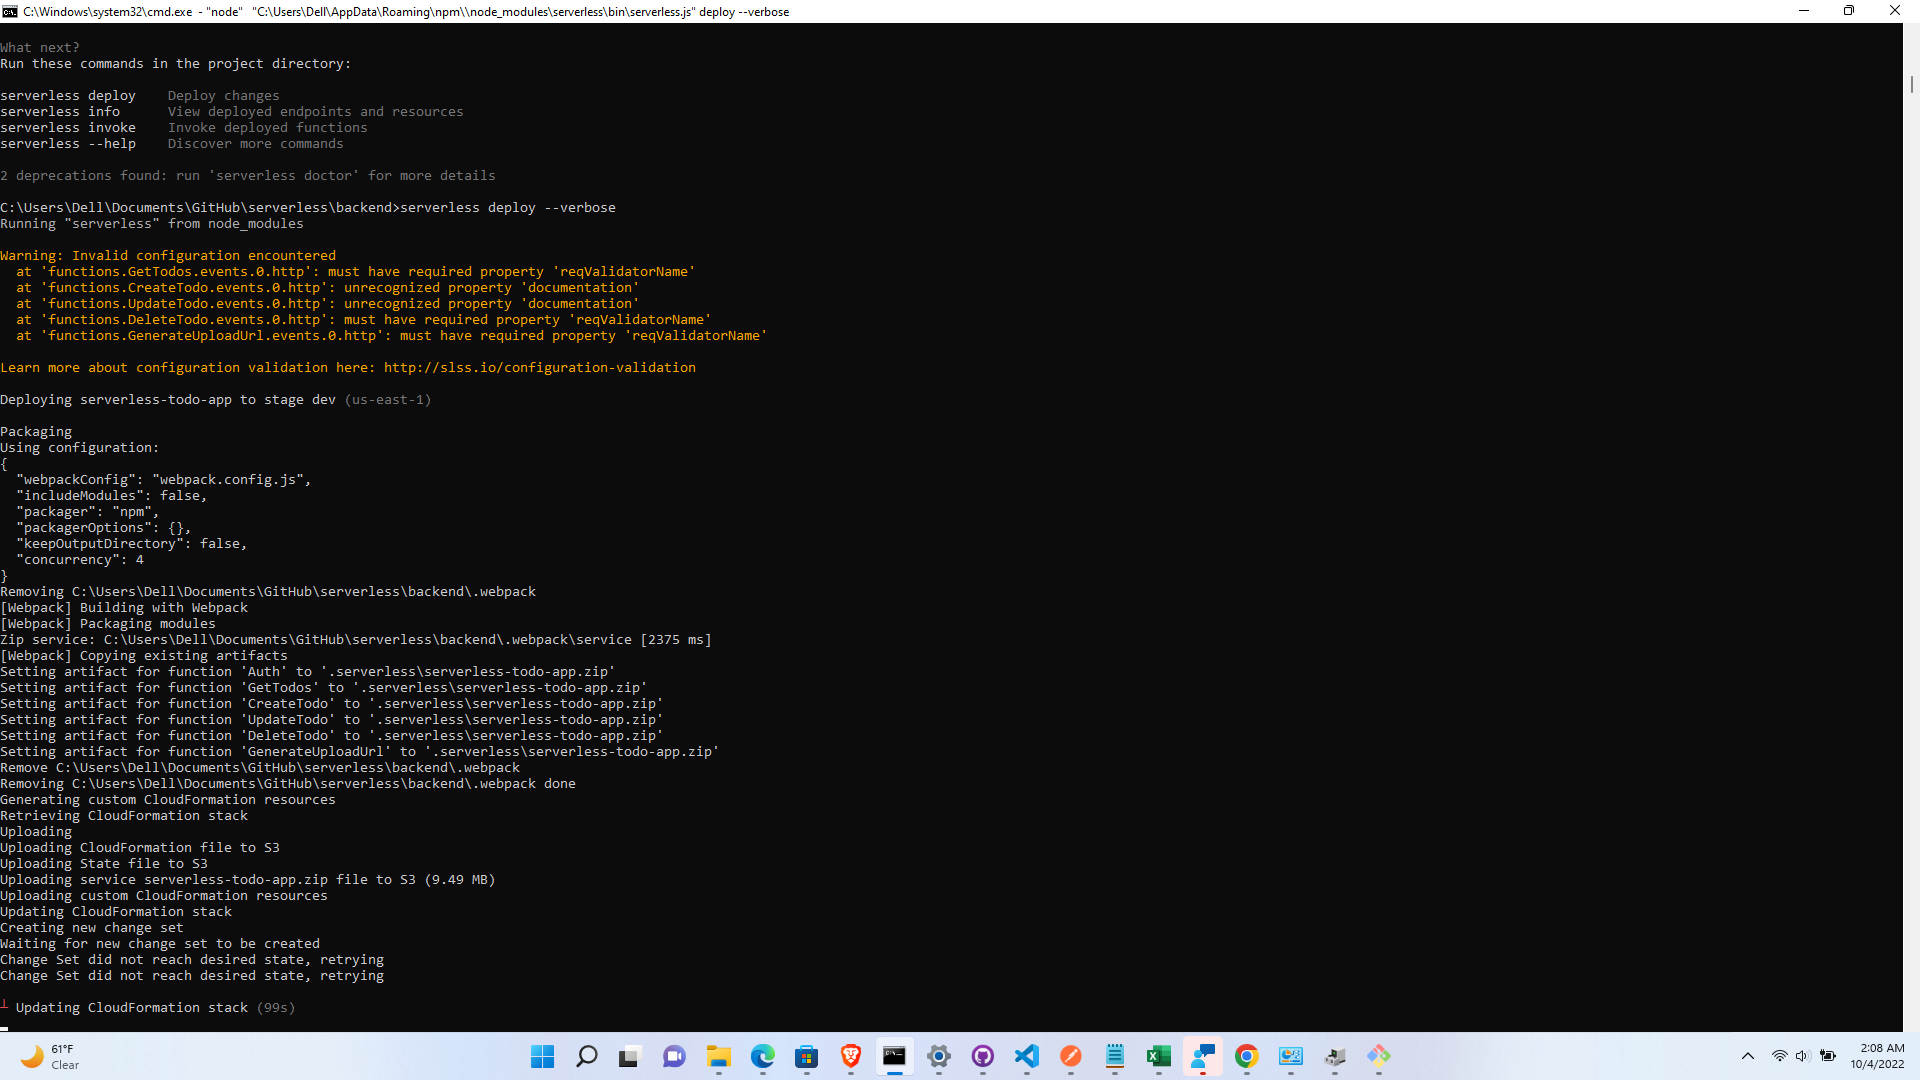 C:\Windows\system32\cmd.exe - "node"  "C:\Users\Dell\AppData\Roaming\npm\\node_modules\serverless\bin\serverless.js" deploy --verbose
What next?
Run these commands in the project directory:
serverless deploy    Deploy changes
serverless info      View deployed endpoints and resources
serverless invoke    Invoke deployed functions
serverless --help    Discover more commands
2 deprecations found: run 'serverless doctor' for more details
C:\Users\Dell\Documents\GitHub\serverless\backend>serverless deploy --verbose
Running "serverless" from node_modules
Warning: Invalid configuration encountered
  at 'functions.GetTodos.events.0.http': must have required property 'reqValidatorName'
  at 'functions.CreateTodo.events.0.http': unrecognized property 'documentation'
  at 'functions.UpdateTodo.events.0.http': unrecognized property 'documentation'
  at 'functions.DeleteTodo.events.0.http': must have required property 'reqValidatorName'
  at 'functions.GenerateUploadUrl.events.0.http': must have required property 'reqValidatorName'
Learn more about configuration validation here: http://slss.io/configuration-validation
Deploying serverless-todo-app to stage dev (us-east-1)
Packaging
Using configuration:
{
  "webpackConfig": "webpack.config.js",
  "includeModules": false,
  "packager": "npm",
  "packagerOptions": {},
  "keepOutputDirectory": false,
  "concurrency": 4
}
Removing C:\Users\Dell\Documents\GitHub\serverless\backend\.webpack
[Webpack] Building with Webpack
[Webpack] Packaging modules
Zip service: C:\Users\Dell\Documents\GitHub\serverless\backend\.webpack\service [2375 ms]
[Webpack] Copying existing artifacts
Setting artifact for function 'Auth' to '.serverless\serverless-todo-app.zip'
Setting artifact for function 'GetTodos' to '.serverless\serverless-todo-app.zip'
Setting artifact for function 'CreateTodo' to '.serverless\serverless-todo-app.zip'
Setting artifact for function 'UpdateTodo' to '.serverless\serverless-todo-app.zip'
Setting artifact for function 'DeleteTodo' to '.serverless\serverless-todo-app.zip'
Setting artifact for function 'GenerateUploadUrl' to '.serverless\serverless-todo-app.zip'
Remove C:\Users\Dell\Documents\GitHub\serverless\backend\.webpack
Removing C:\Users\Dell\Documents\GitHub\serverless\backend\.webpack done
Generating custom CloudFormation resources
Retrieving CloudFormation stack
Uploading
Uploading CloudFormation file to S3
Uploading State file to S3
Uploading service serverless-todo-app.zip file to S3 (9.49 MB)
Uploading custom CloudFormation resources
Updating CloudFormation stack
Creating new change set
Waiting for new change set to be created
Change Set did not reach desired state, retrying
Change Set did not reach desired state, retrying
┴ Updating CloudFormation stack (99s)
61°F
Clear
2:08 AM
10/4/2022